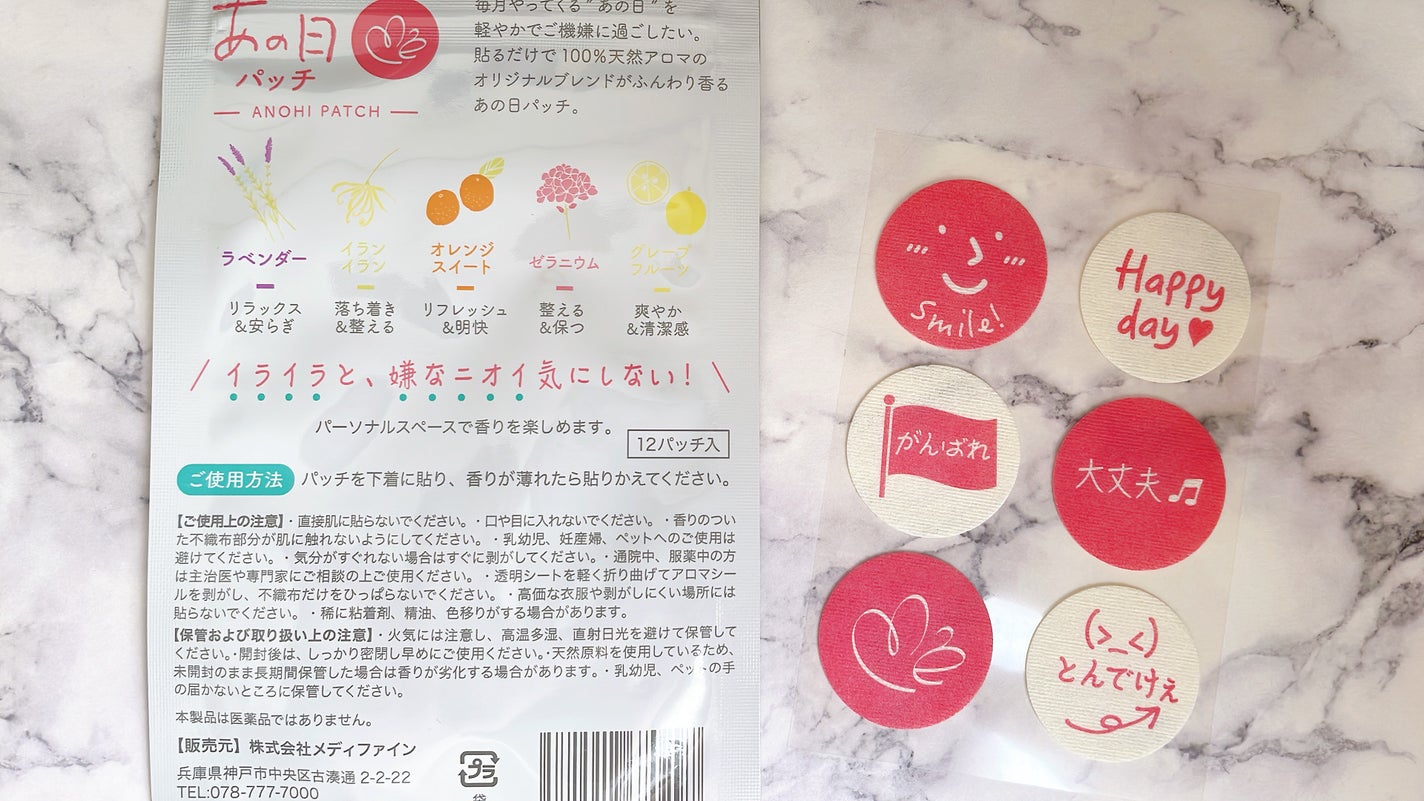 あの日
パッチ
ANOHI PATCH
毎月やってくる"あの日"を
軽やかでご機嫌に過ごしたい。
貼るだけで100%天然アロマの
オリジナルブレンドがふんわり香る
あの日パッチ。
ラベンダー
リラックス
&安らぎ
イラン
イラン
落ち着き
&整える
オレンジ
スイート
リフレッシュ
&明快
ゼラニウム
整える
&保つ
グレープ
フルーツ
爽やか
&清潔感
イライラと、嫌なニオイ気にしない!
パーソナルスペースで香りを楽しめます。
12パッチ入
ご使用方法 パッチを下着に貼り、香りが薄れたら貼りかえてください。
【ご使用上の注意】・直接肌に貼らないでください。・口や目に入れないでください。・香りのつい
た不織布部分が肌に触れないようにしてください。・乳幼児、妊産婦、ペットへのご使用は
避けてください。・気分がすぐれない場合はすぐに剥がしてください。・通院中、服薬中の方
は主治医や専門家にご相談の上ご使用ください。・透明シートを軽く折り曲げてアロマシー
ルを剥がし、不織布だけをひっぱらないでください。・高価な衣服や剥がしにくい場所には
貼らないでください。・稀に粘着剤、精油、色移りがする場合があります。
【保管および取り扱い上の注意】・火気には注意し、高温多湿、直射日光を避けて保管して
ください。・開封後は、しっかり密閉し早めにご使用ください。・天然原料を使用しているため、
未開封のまま長期間保管した場合は香りが劣化する場合があります。・乳幼児、ペットの手
の届かないところに保管してください。
本製品は医薬品ではありません。
【販売元】株式会社メディファイン
兵庫県神戸市中央区古湊通 2-2-22
TEL:078-777-7000
プラ
Smile!
Happy
day♥
がんばれ
大丈夫♫
(>_<)
とんでけぇ